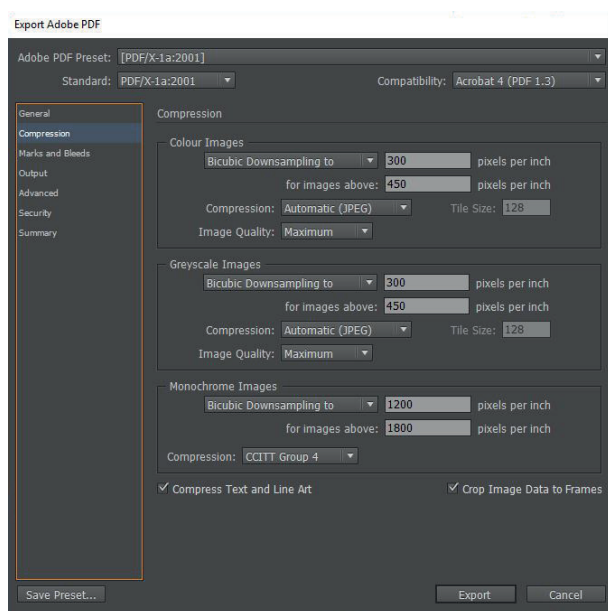 Export Adobe PDF
Adobe PDF Preset: [PDF/X-1a:2001]
Standard: PDF/X-1a:2001 Compatibility: Acrobat 4 (PDF 1.3)
General
Compression
Marks and Bleeds
Output
Advanced
Security
Summary
Compression
Colour Images
Bicubic Downsampling to 300 pixels per inch
for images above: 450 pixels per inch
Compression: Automatic (JPEG) Tile Size: 128
Image Quality: Maximum
Greyscale Images
Bicubic Downsampling to 300 pixels per inch
for images above: 450 pixels per inch
Compression: Automatic (JPEG) Tile Size: 128
Image Quality: Maximum
Monochrome Images
Bicubic Downsampling to 1200 pixels per inch
for images above: 1800 pixels per inch
Compression: CCITT Group 4
Compress Text and Line Art Crop Image Data to Frames
Save Preset... Export Cancel